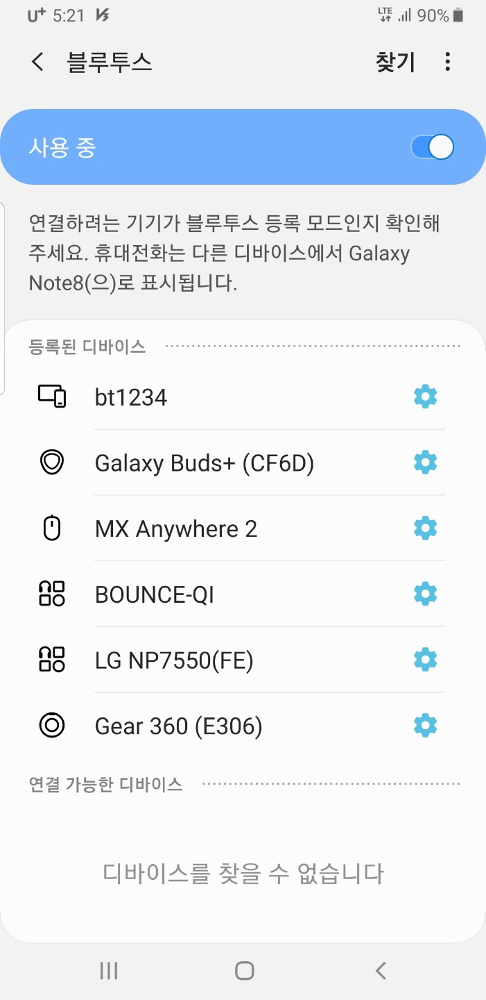 U+ 5:21
LTE 90%
블루투스
찾기
사용 중
연결하려는 기기가 블루투스 등록 모드인지 확인해
주세요. 휴대전화는 다른 디바이스에서 Galaxy
Note8(으)로 표시됩니다.
등록된 디바이스
bt1234
Galaxy Buds+ (CF6D)
MX Anywhere 2
BOUNCE-QI
LG NP7550(FE)
Gear 360 (E306)
연결 가능한 디바이스
디바이스를 찾을 수 없습니다